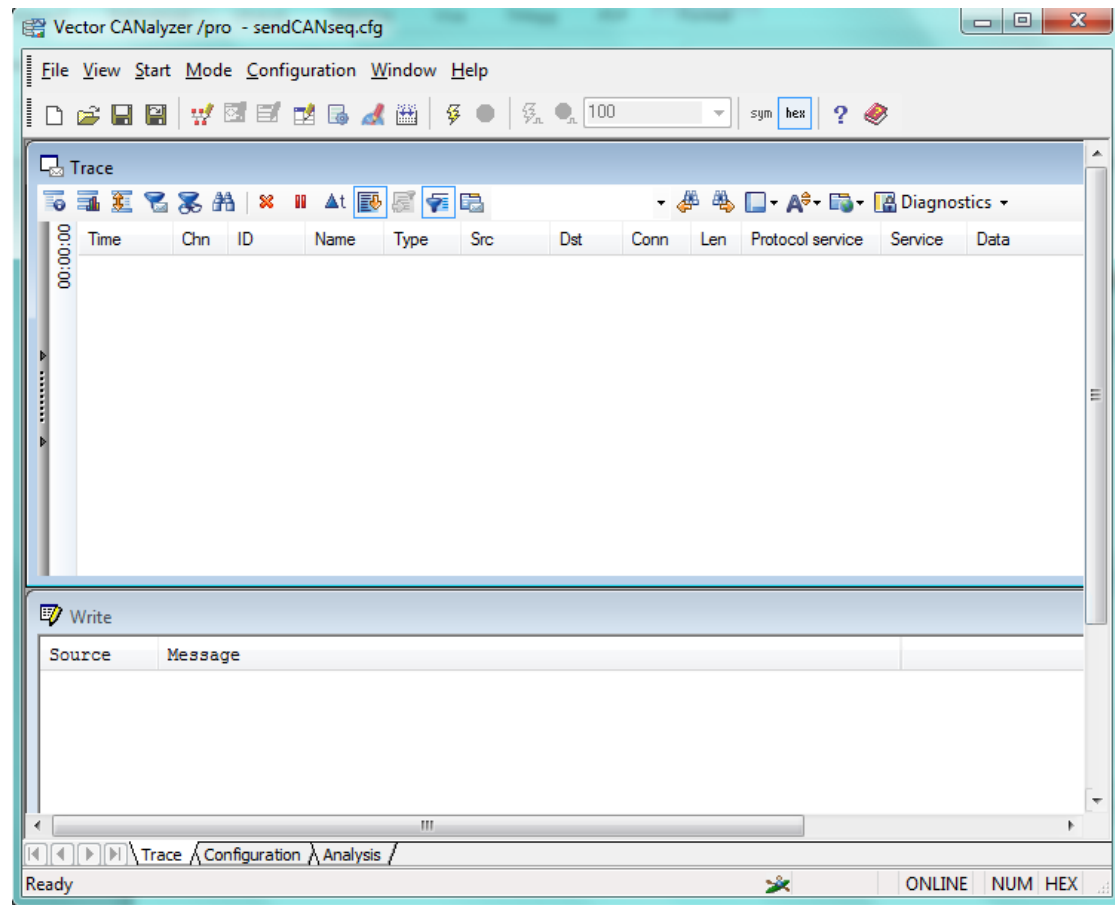 Vector CANalyzer /pro - sendCANseq.cfg
File View Start Mode Configuration Window Help
100 sym hex ?
Trace
Δt Diagnostics
00:00:00
Time Chn ID Name Type Src Dst Conn Len Protocol service Service Data
Write
Source Message
Trace Configuration Analysis
Ready ONLINE NUM HEX